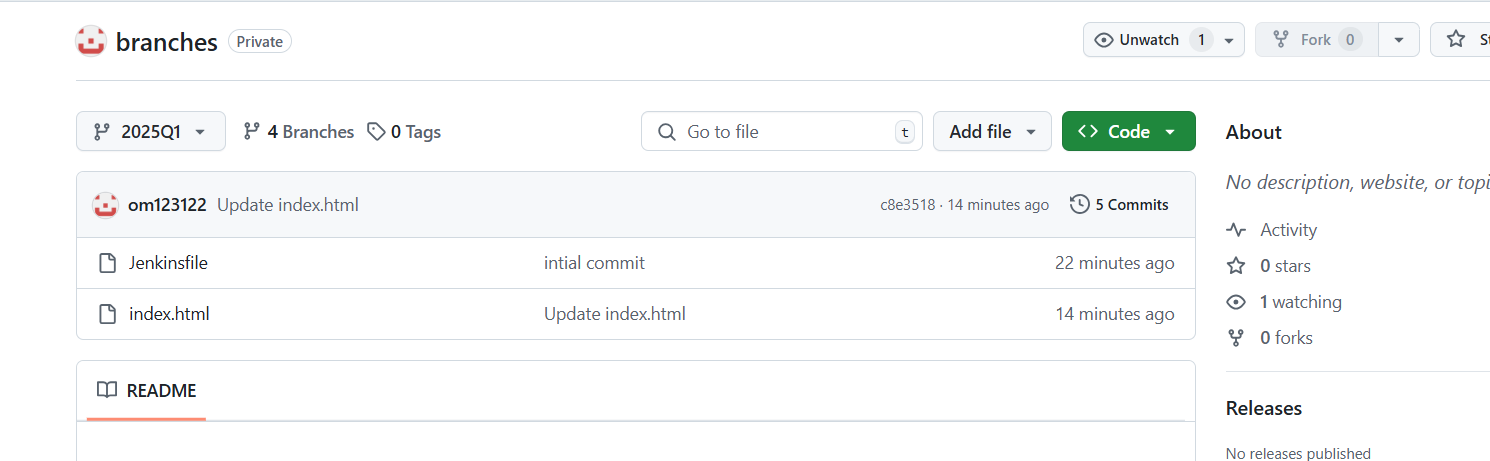 branches Private Unwatch 1 Fork 0
2025Q1 4 Branches 0 Tags Go to file t Add file Code About
No description, website, or topi
om123122 Update index.html c8e3518 · 14 minutes ago 5 Commits
Activity
Jenkinsfile intial commit 22 minutes ago
0 stars
1 watching
index.html Update index.html 14 minutes ago
0 forks
README
Releases
No releases published